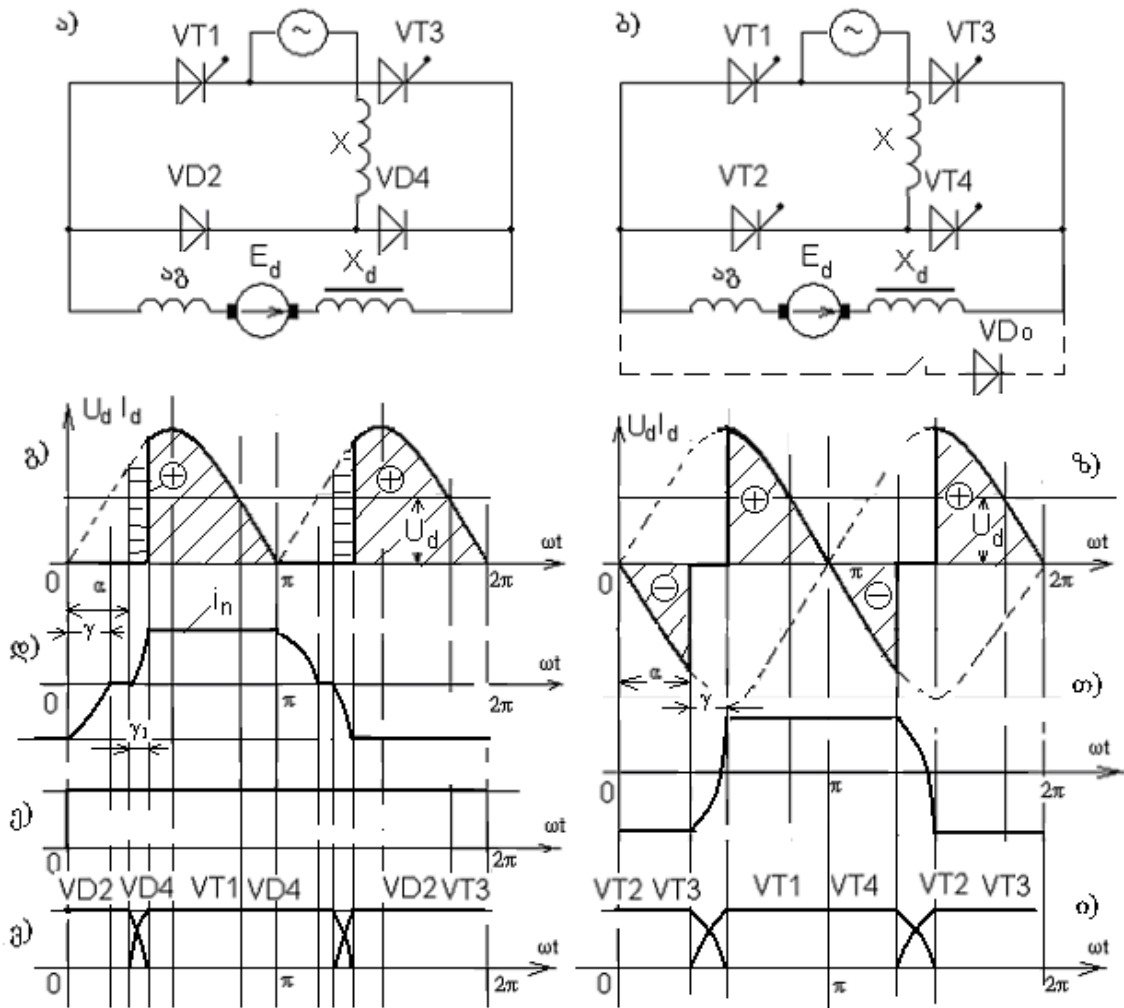 ა) VT1 ~ VT3
X
VD2 VD4
აგ E_d X_d
ბ) VT1 ~ VT3
X
VT2 VT4
აგ E_d X_d
VD₀
გ) U_d I_d
+ + U_d
0 π 2π ωt
α
γ
დ) i_n
π 2π ωt
γ₁
ე) 0 2π ωt
VD2 VD4 VT1 VD4 VD2 VT3
ვ) 0 π 2π ωt
U_d I_d ზ)
+ + U_d
0 π 2π ωt
− −
α
γ
თ)
0 π 2π ωt
VT2 VT3 VT1 VT4 VT2 VT3
ი)
0 π 2π ωt